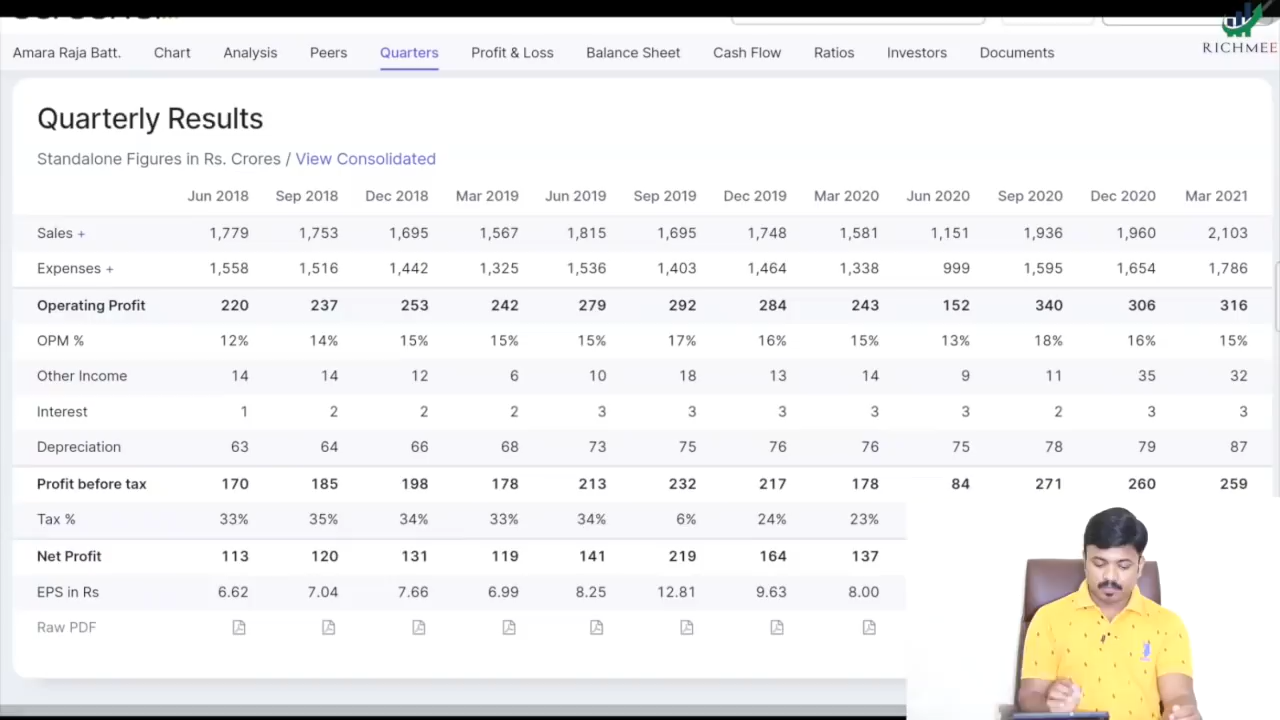 RICHMEE
Amara Raja Batt. Chart Analysis Peers Quarters Profit & Loss Balance Sheet Cash Flow Ratios Investors Documents
Quarterly Results
Standalone Figures in Rs. Crores / View Consolidated
Jun 2018 Sep 2018 Dec 2018 Mar 2019 Jun 2019 Sep 2019 Dec 2019 Mar 2020 Jun 2020 Sep 2020 Dec 2020 Mar 2021
Sales + 1,779 1,753 1,695 1,567 1,815 1,695 1,748 1,581 1,151 1,936 1,960 2,103
Expenses + 1,558 1,516 1,442 1,325 1,536 1,403 1,464 1,338 999 1,595 1,654 1,786
Operating Profit 220 237 253 242 279 292 284 243 152 340 306 316
OPM % 12% 14% 15% 15% 15% 17% 16% 15% 13% 18% 16% 15%
Other Income 14 14 12 6 10 18 13 14 9 11 35 32
Interest 1 2 2 2 3 3 3 3 3 2 3 3
Depreciation 63 64 66 68 73 75 76 76 75 78 79 87
Profit before tax 170 185 198 178 213 232 217 178 84 271 260 259
Tax % 33% 35% 34% 33% 34% 6% 24% 23%
Net Profit 113 120 131 119 141 219 164 137
EPS in Rs 6.62 7.04 7.66 6.99 8.25 12.81 9.63 8.00
Raw PDF